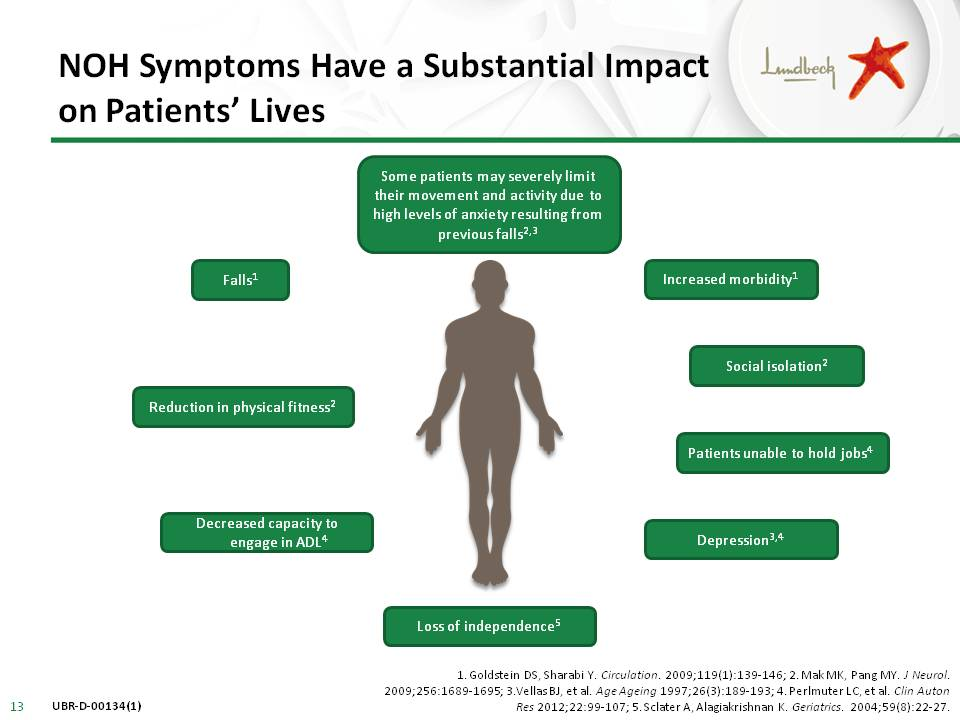 NOH Symptoms Have a Substantial Impact
on Patients’ Lives
Lundbeck
Some patients may severely limit
their movement and activity due to
high levels of anxiety resulting from
previous falls2,3
Falls1
Increased morbidity1
Social isolation2
Reduction in physical fitness2
Patients unable to hold jobs4
Decreased capacity to
engage in ADL4
Depression3,4
Loss of independence5
1. Goldstein DS, Sharabi Y. Circulation. 2009;119(1):139-146; 2. Mak MK, Pang MY. J Neurol.
2009;256:1689-1695; 3.Vellas BJ, et al. Age Ageing 1997;26(3):189-193; 4. Perlmuter LC, et al. Clin Auton
Res 2012;22:99-107; 5. Sclater A, Alagiakrishnan K. Geriatrics. 2004;59(8):22-27.
13 UBR-D-00134(1)